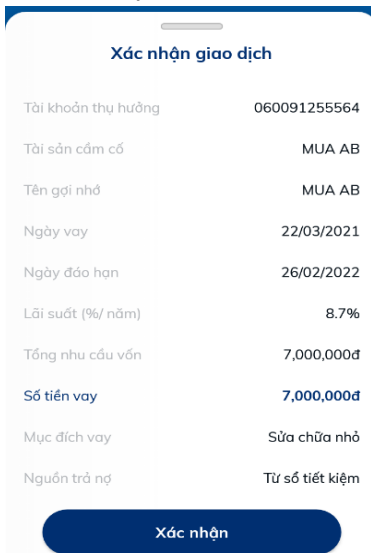 Xác nhận giao dịch
Tài khoản thụ hưởng 060091255564
Tài sản cầm cố MUA AB
Tên gợi nhớ MUA AB
Ngày vay 22/03/2021
Ngày đáo hạn 26/02/2022
Lãi suất (%/ năm) 8.7%
Tổng nhu cầu vốn 7,000,000đ
Số tiền vay 7,000,000đ
Mục đích vay Sửa chữa nhỏ
Nguồn trả nợ Từ sổ tiết kiệm
Xác nhận